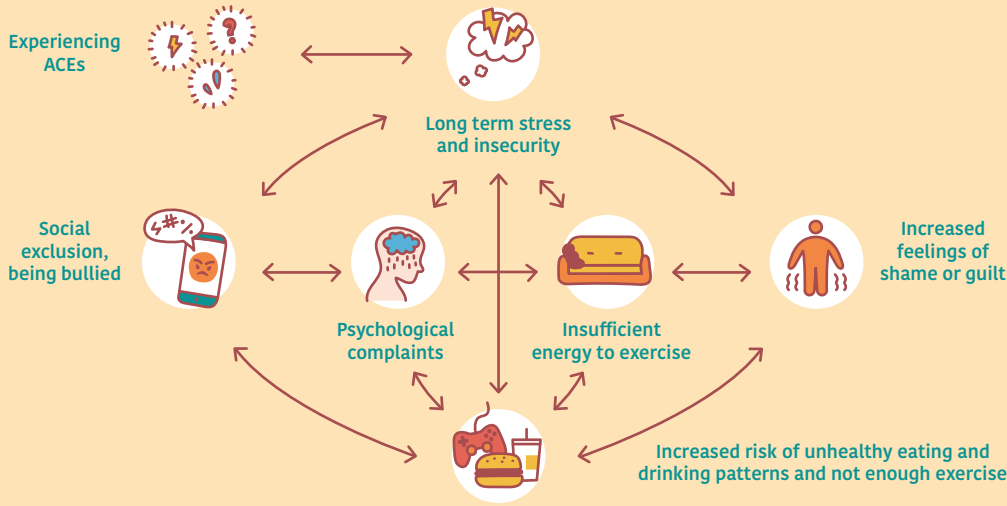 Experiencing
ACEs
Long term stress
and insecurity
Social
exclusion,
being bullied
Increased
feelings of
shame or guilt
Psychological
complaints
Insufficient
energy to exercise
Increased risk of unhealthy eating and
drinking patterns and not enough exercise